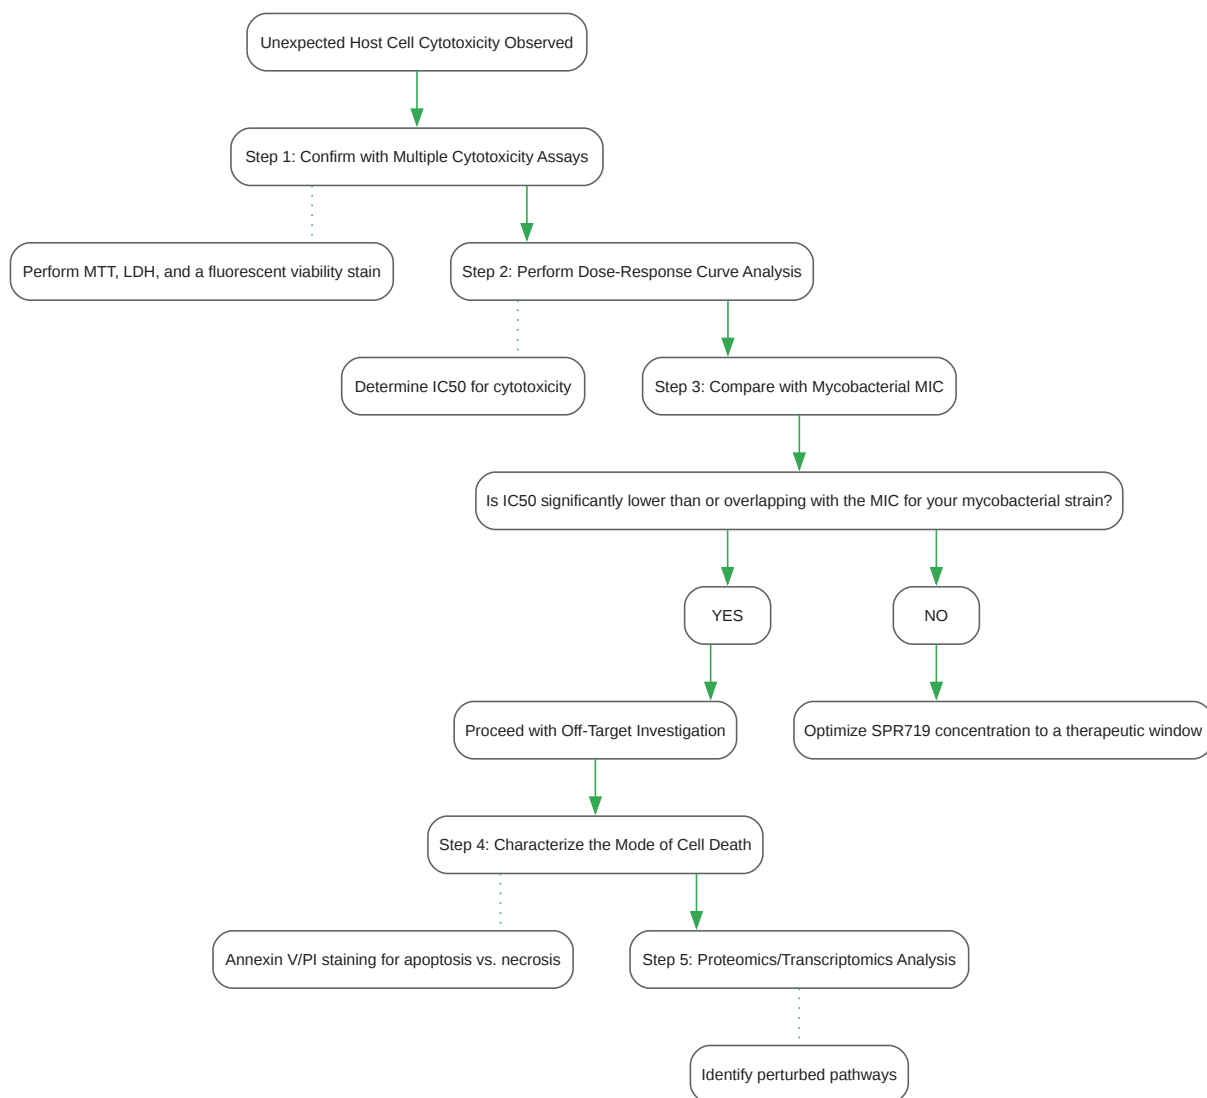 Unexpected Host Cell Cytotoxicity Observed
Step 1: Confirm with Multiple Cytotoxicity Assays
Perform MTT, LDH, and a fluorescent viability stain
Step 2: Perform Dose-Response Curve Analysis
Determine IC50 for cytotoxicity
Step 3: Compare with Mycobacterial MIC
Is IC50 significantly lower than or overlapping with the MIC for your mycobacterial strain?
YES
NO
Proceed with Off-Target Investigation
Optimize SPR719 concentration to a therapeutic window
Step 4: Characterize the Mode of Cell Death
Annexin V/PI staining for apoptosis vs. necrosis
Step 5: Proteomics/Transcriptomics Analysis
Identify perturbed pathways